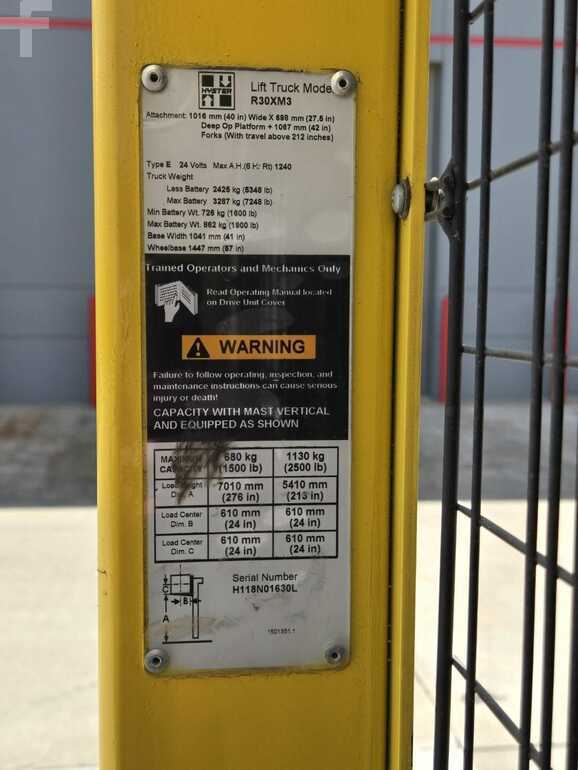 F
HYSTER
Lift Truck Model
R30XM3
Attachment: 1016 mm (40 in) Wide X 698 mm (27.5 in)
Deep Op Platform + 1067 mm (42 in)
Forks (With travel above 212 inches)
Type E 24 Volts Max A.H.(6 Hr Rt) 1240
Truck Weight
Less Battery 2425 kg (5346 lb)
Max Battery 3287 kg (7248 lb)
Min Battery Wt. 726 kg (1600 lb)
Max Battery Wt. 862 kg (1900 lb)
Base Width 1041 mm (41 in)
Wheelbase 1447 mm (57 in)
Trained Operators and Mechanics Only
Read Operating Manual located
on Drive Unit Cover
WARNING
Failure to follow operating, inspection, and
maintenance instructions can cause serious
injury or death!
CAPACITY WITH MAST VERTICAL
AND EQUIPPED AS SHOWN
MAXIMUM CAPACITY 680 kg (1500 lb) 1130 kg (2500 lb)
Load Height Dim. A 7010 mm (276 in) 5410 mm (213 in)
Load Center Dim. B 610 mm (24 in) 610 mm (24 in)
Load Center Dim. C 610 mm (24 in) 610 mm (24 in)
C
B
A
Serial Number
H118N01630L